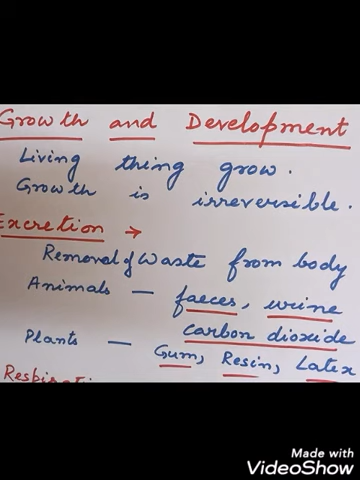 Growth and Development
Living thing grow.
Growth is irreversible.
Excretion →
Removal of Waste from body
Animals — faeces, urine
carbon dioxide
Plants — Gum, Resin, Latex
Made with
VideoShow